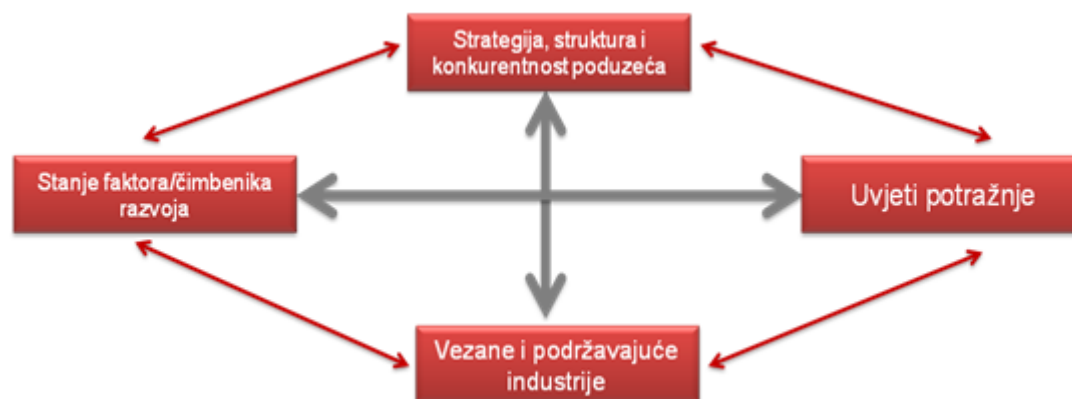 Strategija, struktura i
konkurentnost poduzeća
Stanje faktora/čimbenika
razvoja
Uvjeti potražnje
Vezane i podržavajuće
industrije